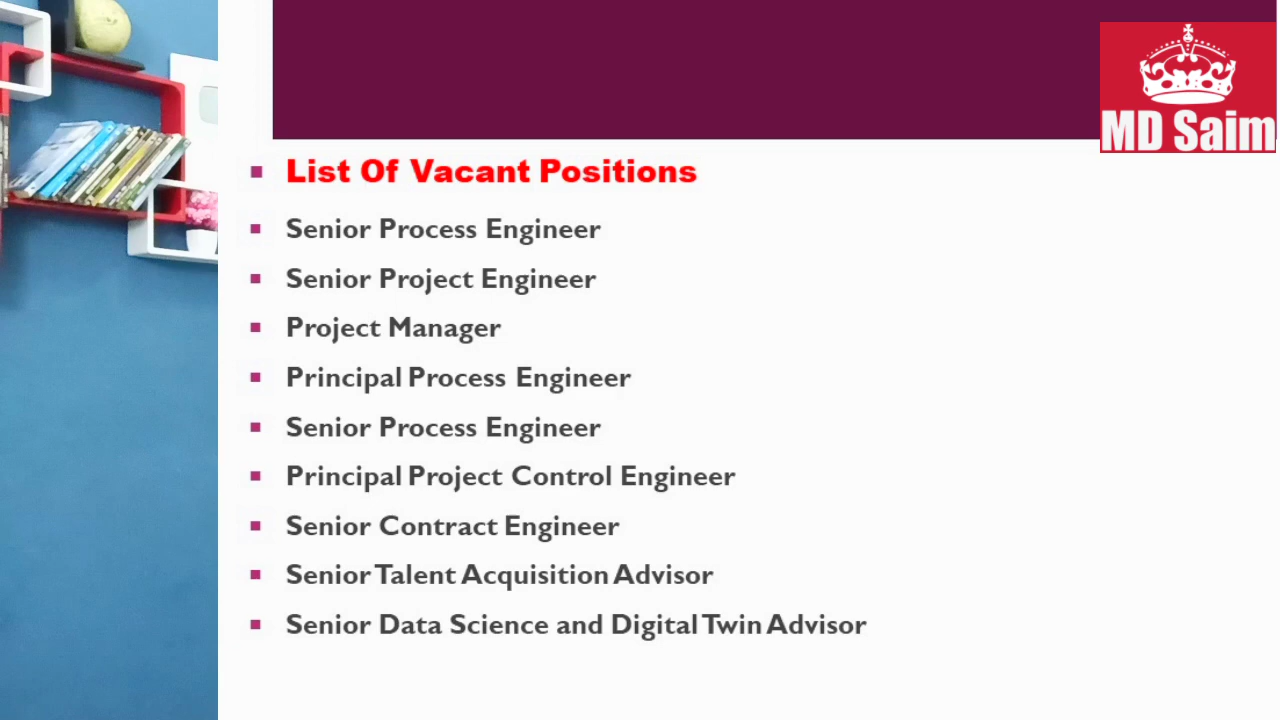 MD Saim
List Of Vacant Positions
Senior Process Engineer
Senior Project Engineer
Project Manager
Principal Process Engineer
Senior Process Engineer
Principal Project Control Engineer
Senior Contract Engineer
Senior Talent Acquisition Advisor
Senior Data Science and Digital Twin Advisor